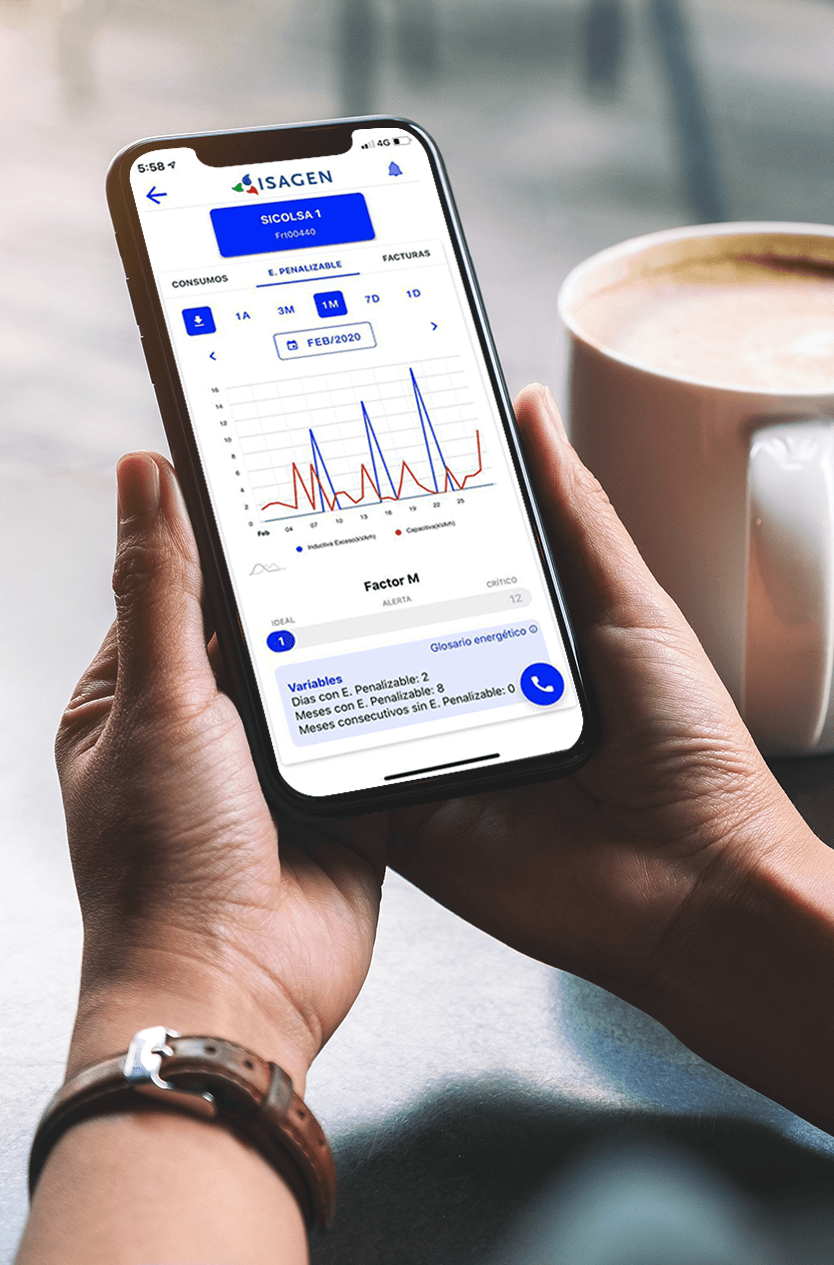 5:58
4G
ISAGEN
SICOLSA 1
Frt00440
CONSUMOS E. PENALIZABLE FACTURAS
1A 3M 1M 7D 1D
FEB/2020
16
14
12
10
8
6
4
2
0
Feb 04 07 10 13 16 19 22 25
Inductiva Exceso(kVArh) Capacitiva(kVArh)
Factor M
IDEAL ALERTA CRÍTICO
1 12
Glosario energético
Variables
Dias con E. Penalizable: 2
Meses con E. Penalizable: 8
Meses consecutivos sin E. Penalizable: 0